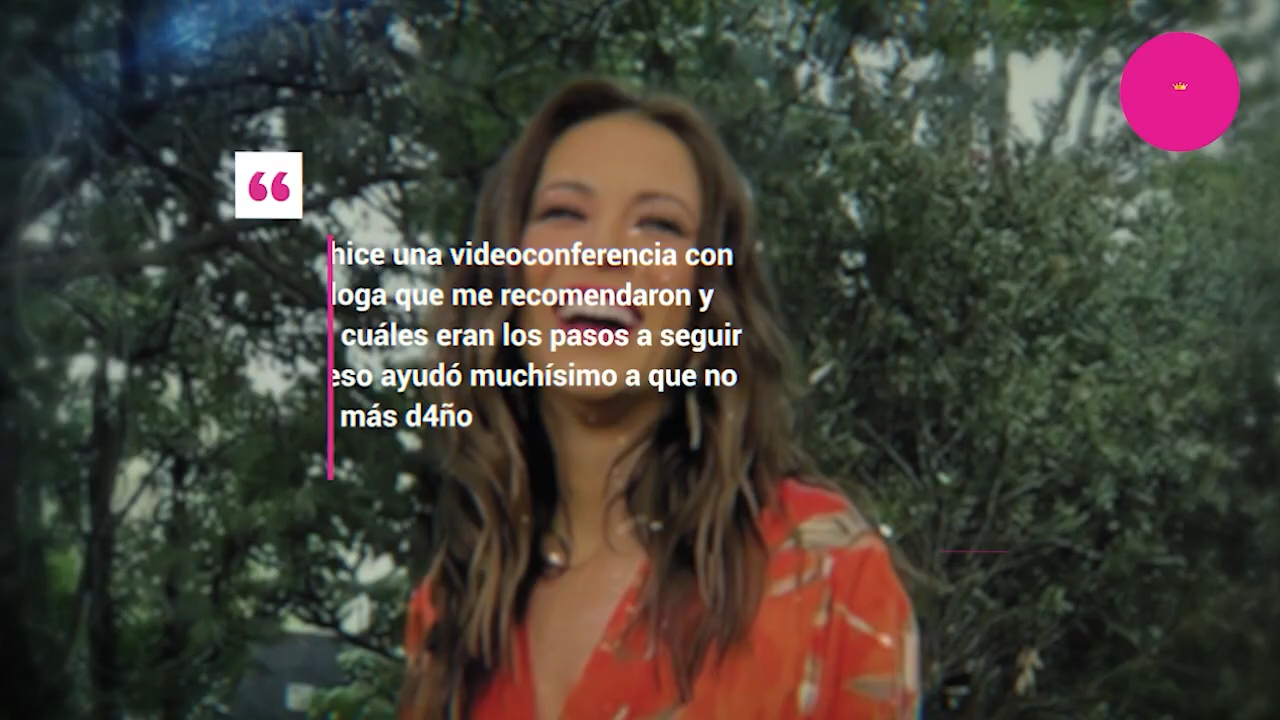 hice una videoconferencia con
que me recomendaron y
cuáles eran los pasos a seguir
eso ayudó muchísimo a que no
más d4ño